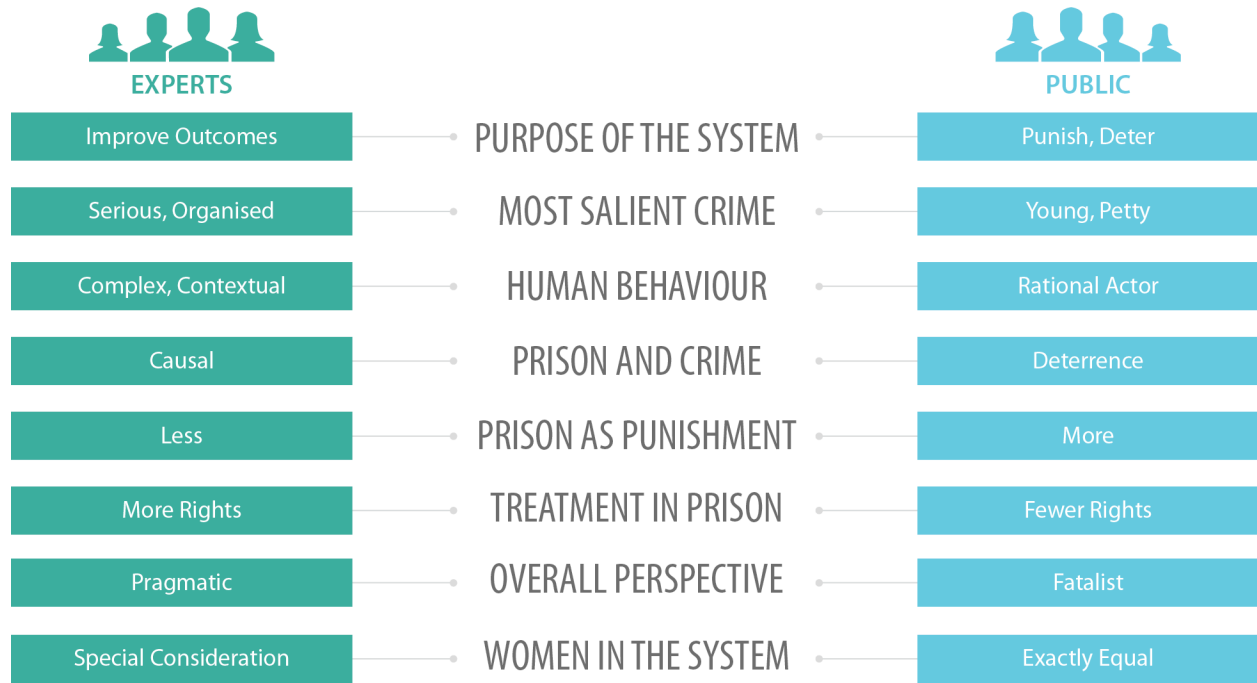 EXPERTS
PUBLIC
Improve Outcomes
PURPOSE OF THE SYSTEM
Punish, Deter
Serious, Organised
MOST SALIENT CRIME
Young, Petty
Complex, Contextual
HUMAN BEHAVIOUR
Rational Actor
Causal
PRISON AND CRIME
Deterrence
Less
PRISON AS PUNISHMENT
More
More Rights
TREATMENT IN PRISON
Fewer Rights
Pragmatic
OVERALL PERSPECTIVE
Fatalist
Special Consideration
WOMEN IN THE SYSTEM
Exactly Equal